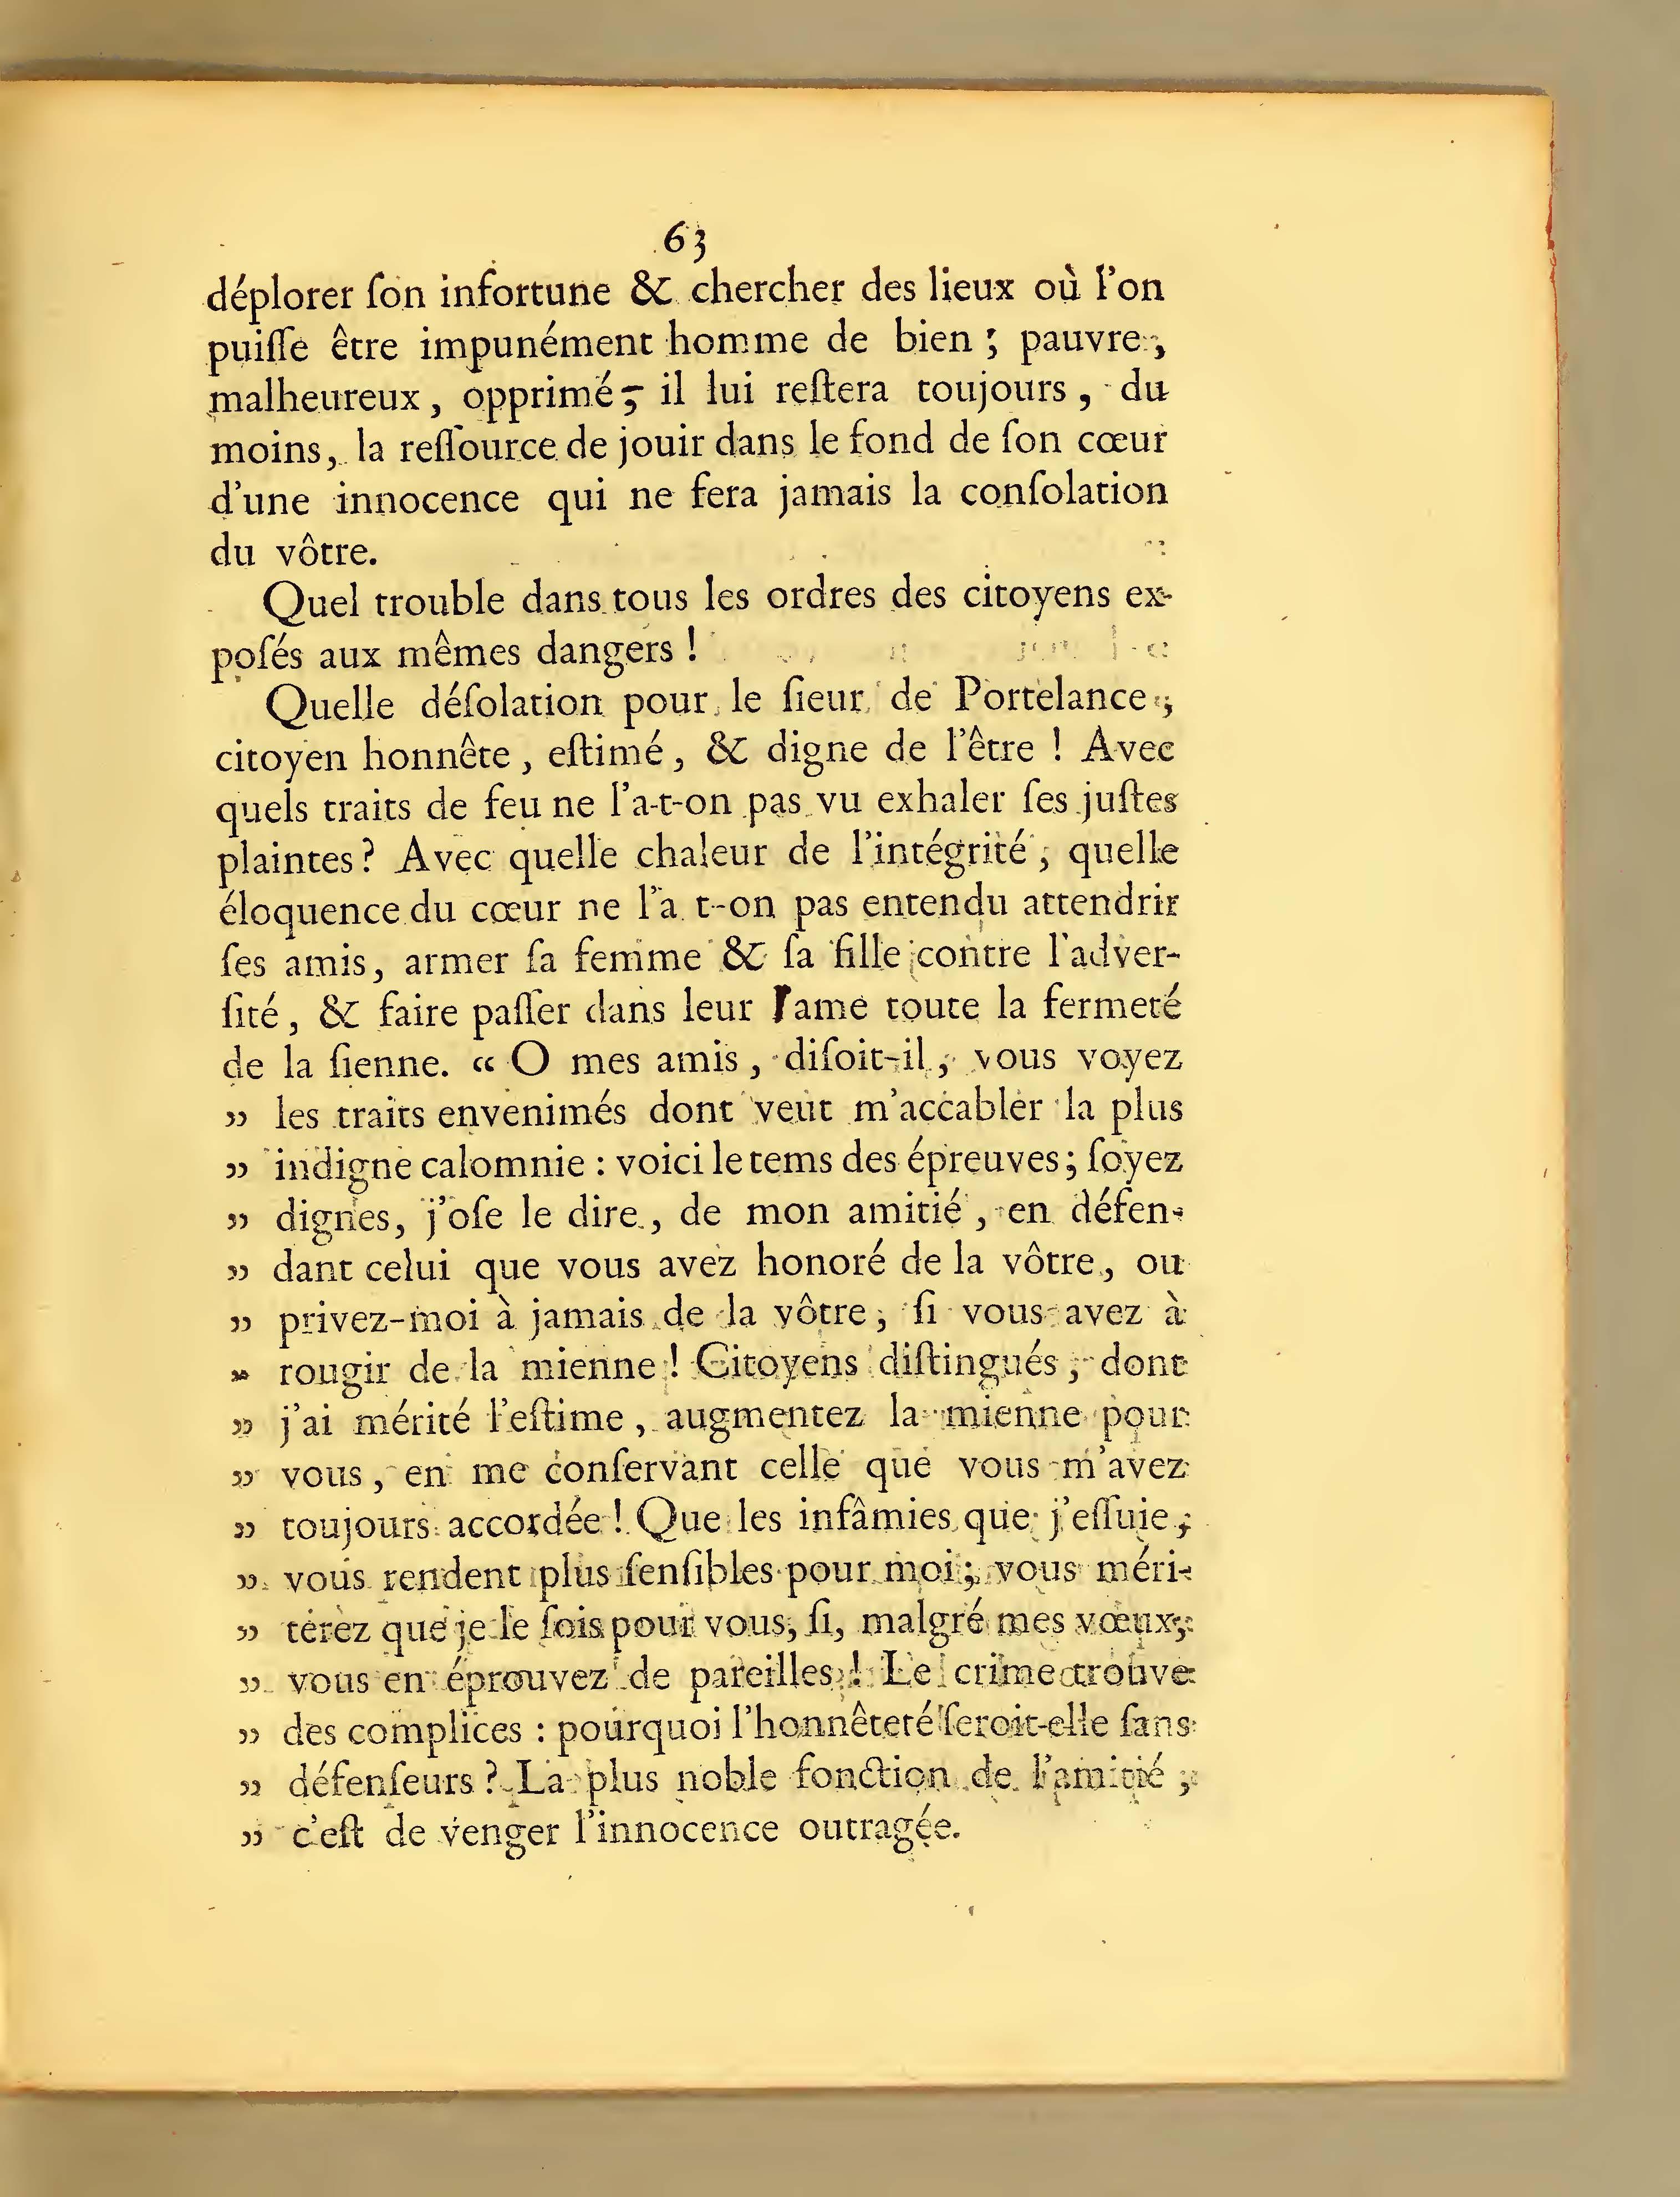 63
déplorer ſon infortune & chercher des lieux où l'on
puiſſe être impunément homme de bien ; pauvre,
malheureux, opprimé, il lui reſtera toujours, du
moins, la reſſource de jouir dans le fond de ſon cœur
d'une innocence qui ne fera jamais la conſolation
du vôtre.
Quel trouble dans tous les ordres des citoyens ex-
poſés aux mêmes dangers !
Quelle déſolation pour le ſieur de Portelance,
citoyen honnête, eſtimé, & digne de l'être ! Avec
quels traits de feu ne l'a-t-on pas vu exhaler ſes juſtes
plaintes ? Avec quelle chaleur de l'intégrité, quelle
éloquence du cœur ne l'a t-on pas entendu attendrir
ſes amis, armer ſa femme & ſa fille contre l'adver-
ſité, & faire paſſer dans leur l'ame toute la fermeté
de la ſienne. « O mes amis, diſoit-il, vous voyez
» les traits envenimés dont veut m'accabler la plus
» indigne calomnie : voici le tems des épreuves ; ſoyez
» dignes, j'oſe le dire, de mon amitié, en défen-
» dant celui que vous avez honoré de la vôtre, ou
» privez-moi à jamais de la vôtre, ſi vous avez à
» rougir de la mienne ! Citoyens diſtingués, dont
» j'ai mérité l'eſtime, augmentez la mienne pour
» vous, en me conſervant celle que vous m'avez
» toujours accordée ! Que les infâmies que j'eſſuie,
» vous rendent plus ſenſibles pour moi ; vous méri-
» terez que je le ſois pour vous, ſi, malgré mes vœux,
» vous en éprouvez de pareilles ! Le crime trouve
» des complices : pourquoi l'honnêteté ſeroit-elle ſans
» défenſeurs ? La plus noble fonction de l'amitié,
» c'eſt de venger l'innocence outragée.